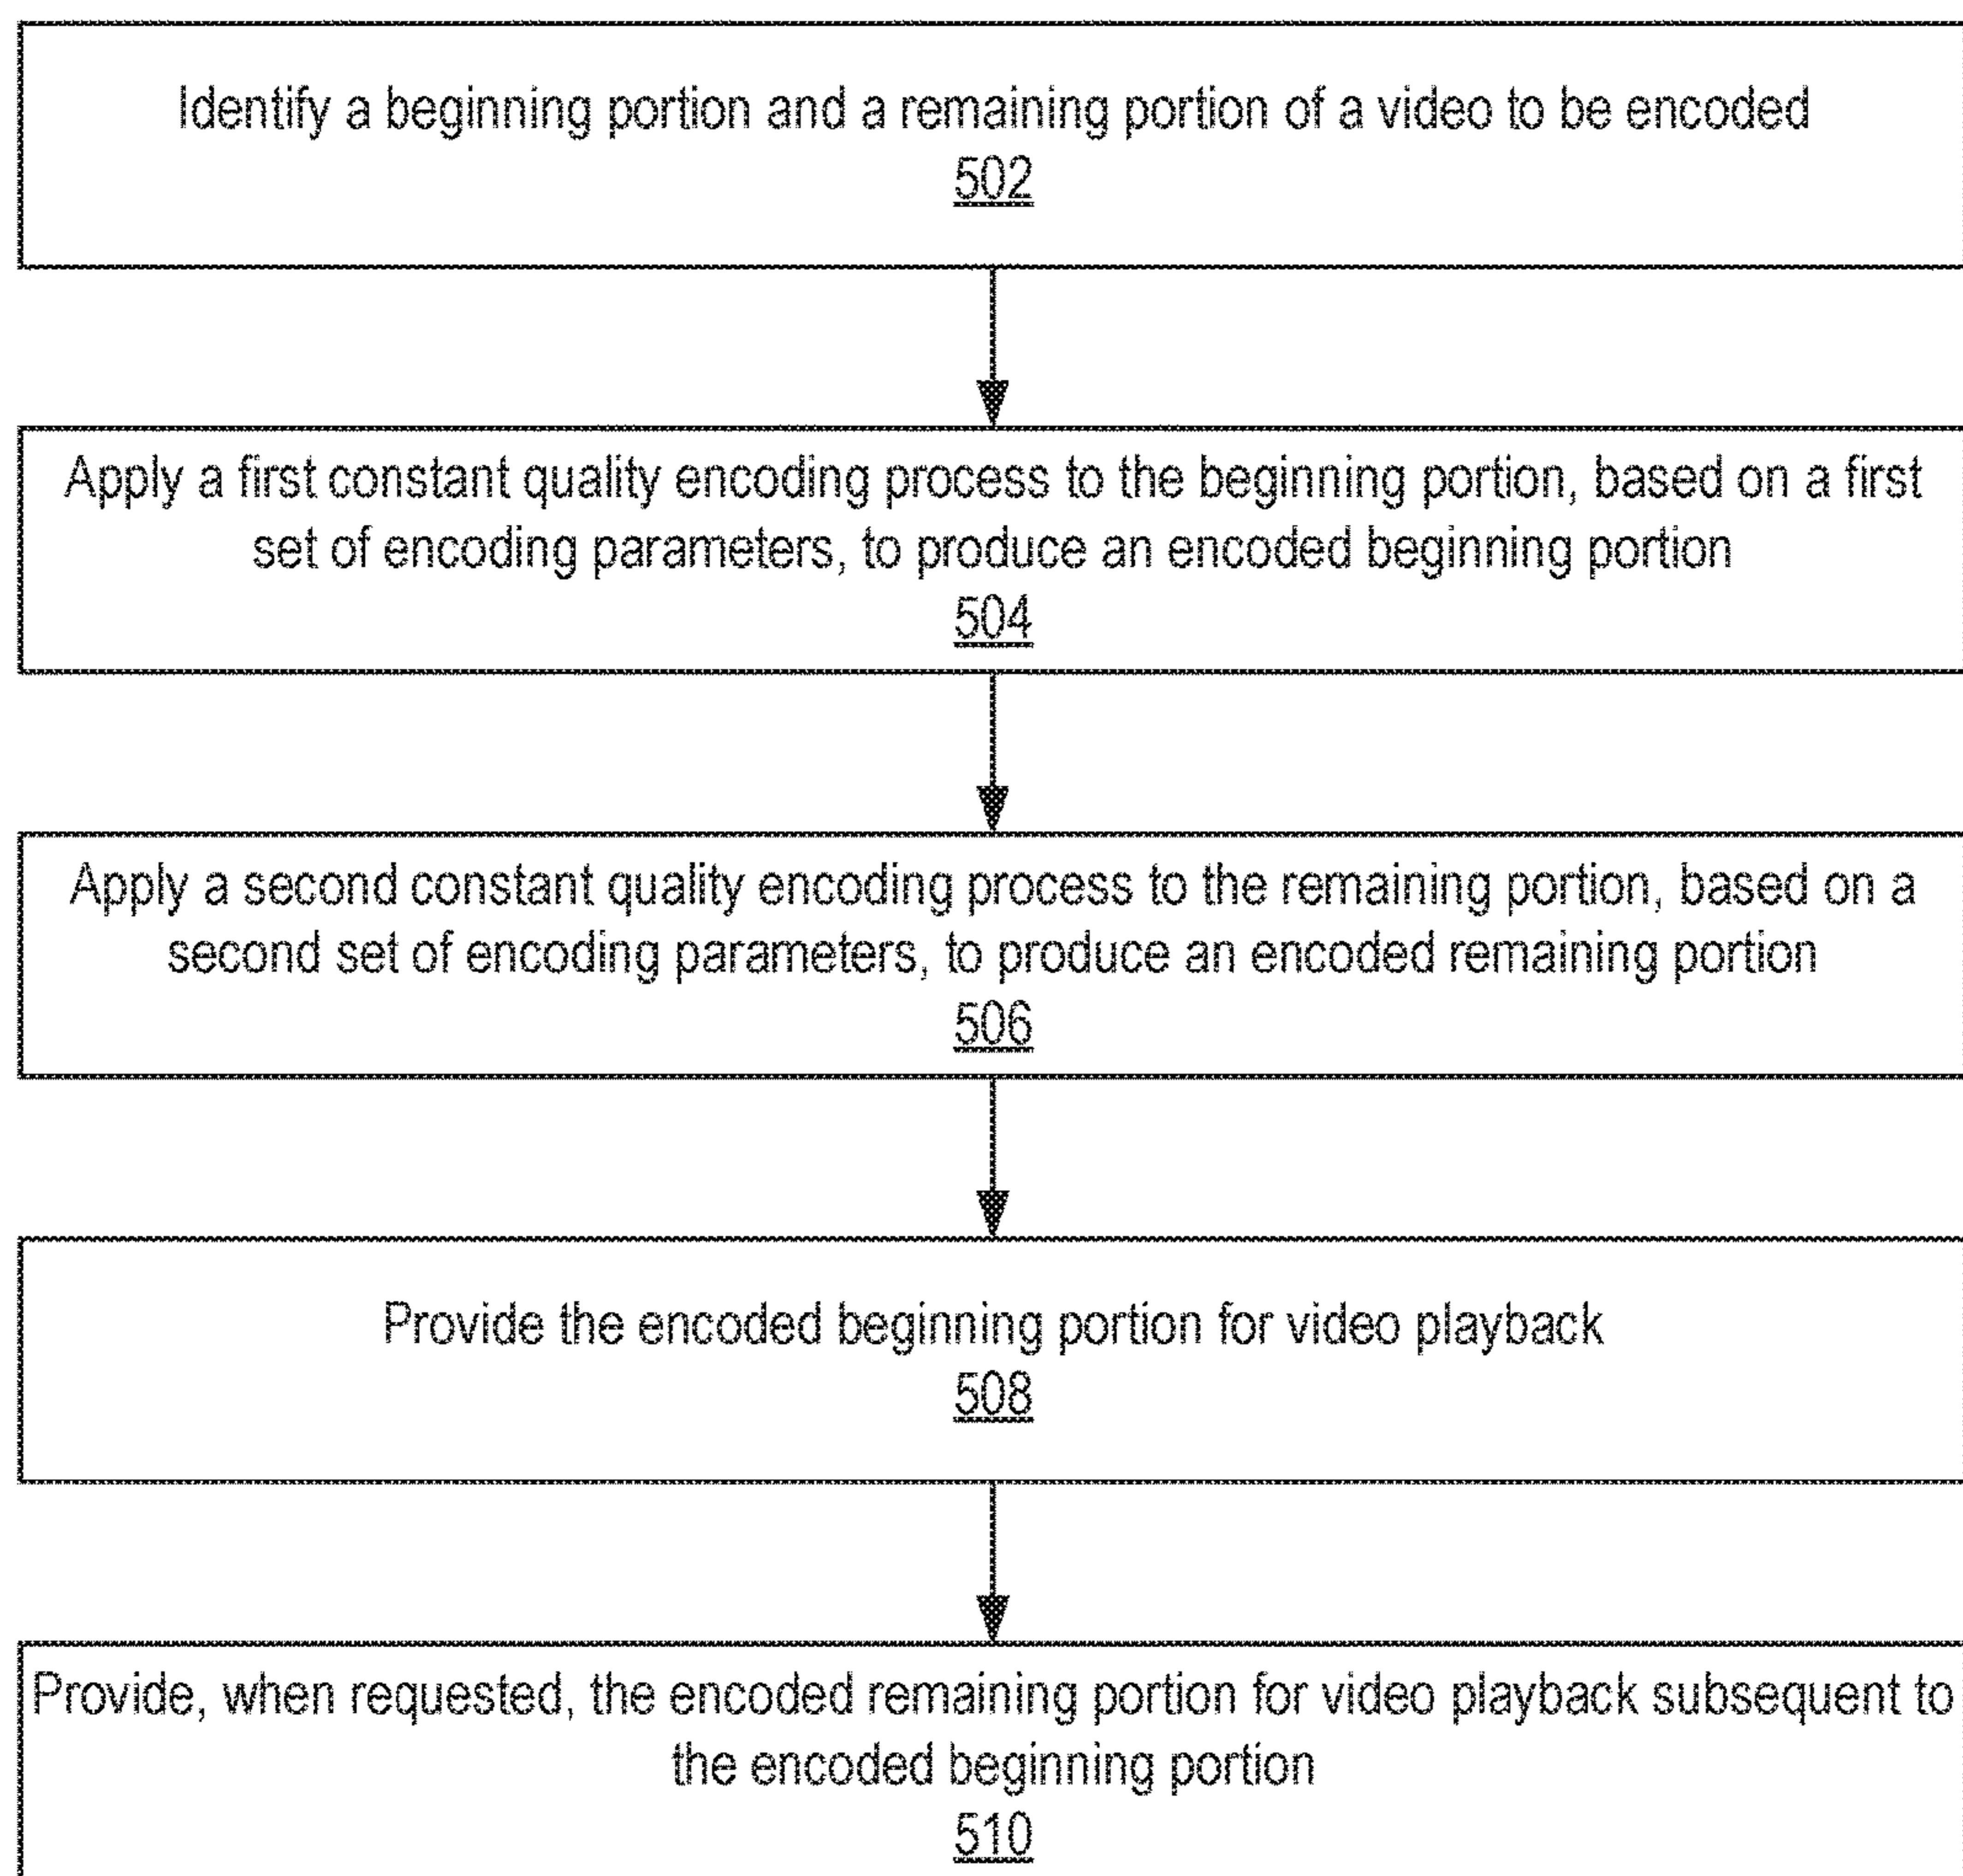 Identify a beginning portion and a remaining portion of a video to be encoded
502
Apply a first constant quality encoding process to the beginning portion, based on a first
set of encoding parameters, to produce an encoded beginning portion
504
Apply a second constant quality encoding process to the remaining portion, based on a
second set of encoding parameters, to produce an encoded remaining portion
506
Provide the encoded beginning portion for video playback
508
Provide, when requested, the encoded remaining portion for video playback subsequent to
the encoded beginning portion
510